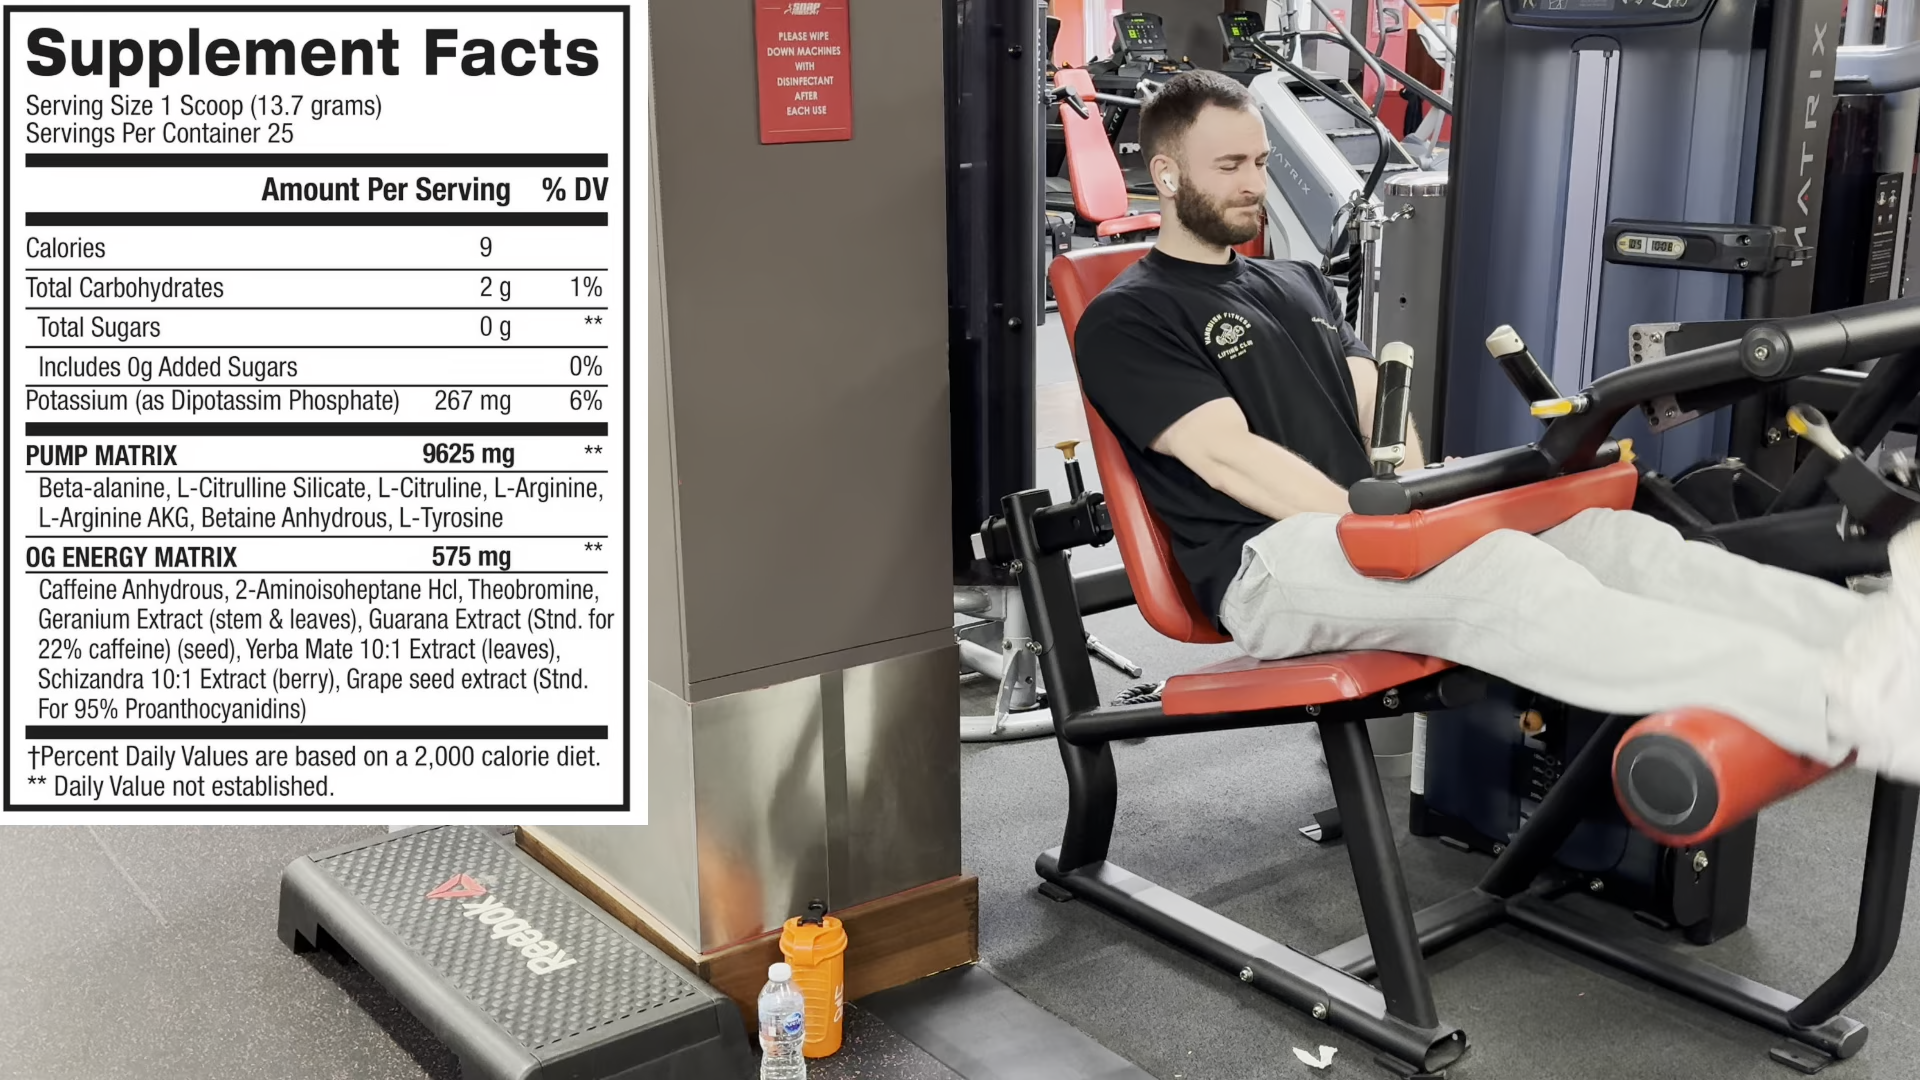 Supplement Facts
Serving Size 1 Scoop (13.7 grams)
Servings Per Container 25
Amount Per Serving % DV
Calories 9
Total Carbohydrates 2 g 1%
Total Sugars 0 g **
Includes 0g Added Sugars 0%
Potassium (as Dipotassim Phosphate) 267 mg 6%
PUMP MATRIX 9625 mg **
Beta-alanine, L-Citrulline Silicate, L-Citruline, L-Arginine,
L-Arginine AKG, Betaine Anhydrous, L-Tyrosine
OG ENERGY MATRIX 575 mg **
Caffeine Anhydrous, 2-Aminoisoheptane Hcl, Theobromine,
Geranium Extract (stem & leaves), Guarana Extract (Stnd. for
22% caffeine) (seed), Yerba Mate 10:1 Extract (leaves),
Schizandra 10:1 Extract (berry), Grape seed extract (Stnd.
For 95% Proanthocyanidins)
†Percent Daily Values are based on a 2,000 calorie diet.
** Daily Value not established.
SNAP
PLEASE WIPE
DOWN MACHINES
WITH
DISINFECTANT
AFTER
EACH USE
MATRIX
MATRIX
VANQUISH FITNESS
LIFTING CLUB
Reebok